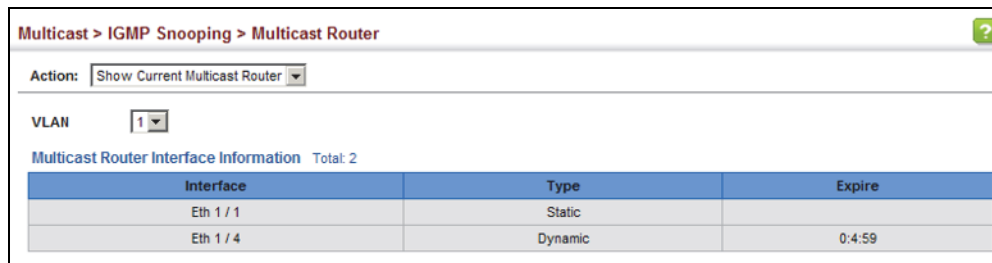 Multicast > IGMP Snooping > Multicast Router
?
Action: Show Current Multicast Router
VLAN 1
Multicast Router Interface Information Total: 2
Interface Type Expire
Eth 1 / 1 Static
Eth 1 / 4 Dynamic 0:4:59